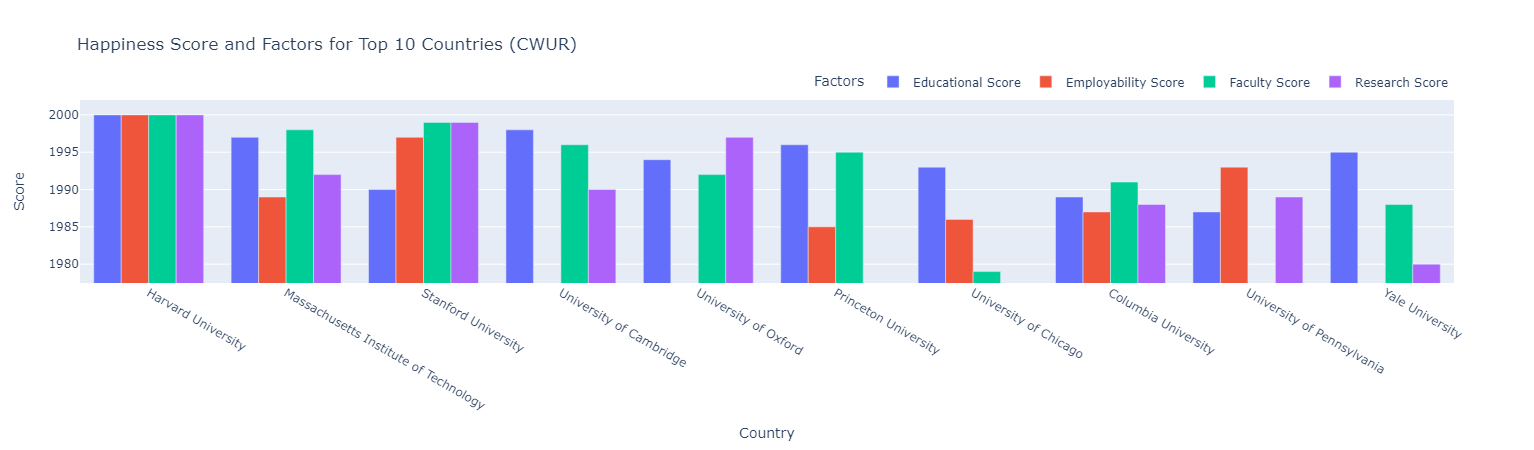 Happiness Score and Factors for Top 10 Countries (CWUR)
Factors
Educational Score
Employability Score
Faculty Score
Research Score
Score
2000
1995
1990
1985
1980
Harvard University
Massachusetts Institute of Technology
Stanford University
University of Cambridge
University of Oxford
Princeton University
University of Chicago
Columbia University
University of Pennsylvania
Yale University
Country